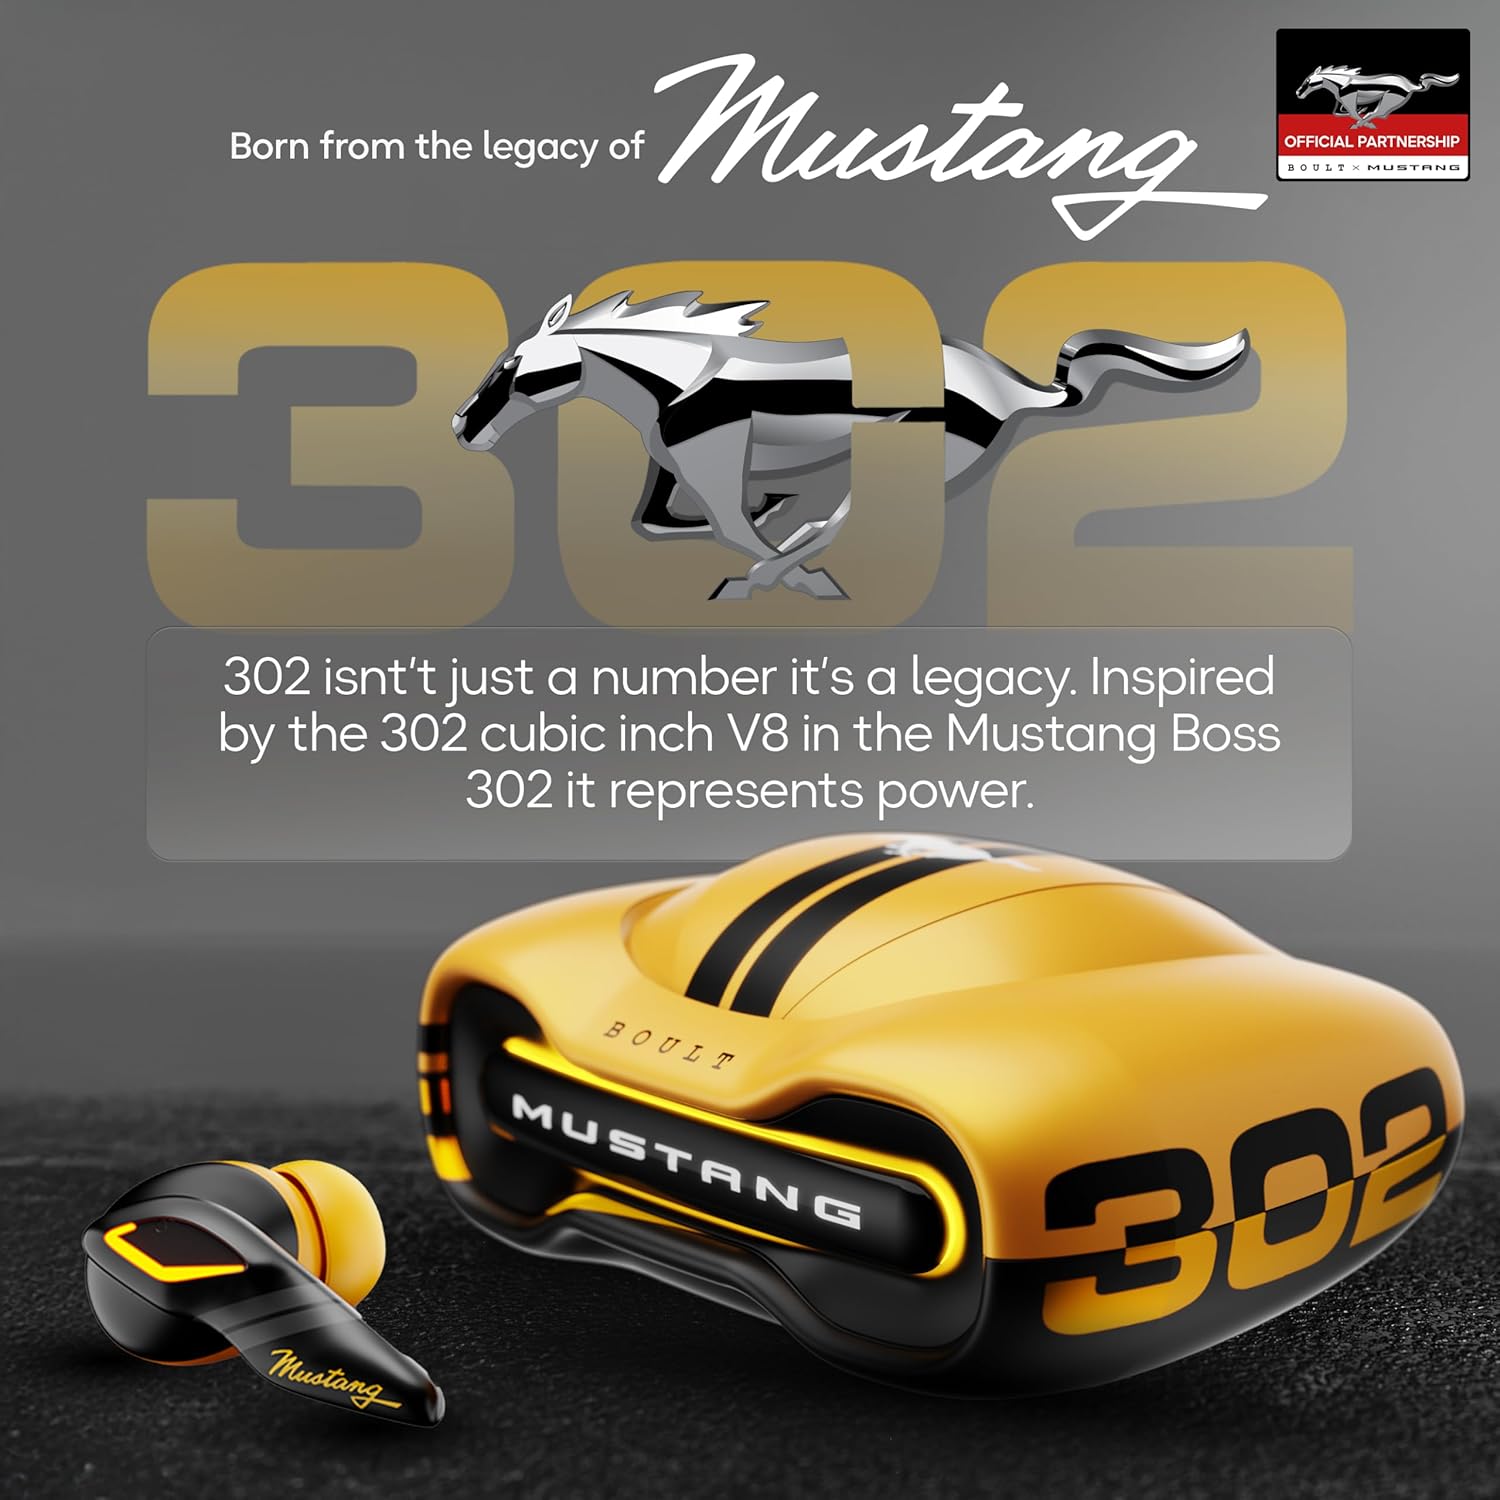 Born from the legacy of Mustang
OFFICIAL PARTNERSHIP
BOULT × MUSTANG
302
302 isnt't just a number it's a legacy. Inspired
by the 302 cubic inch V8 in the Mustang Boss
302 it represents power.
BOULT
MUSTANG
302
Mustang